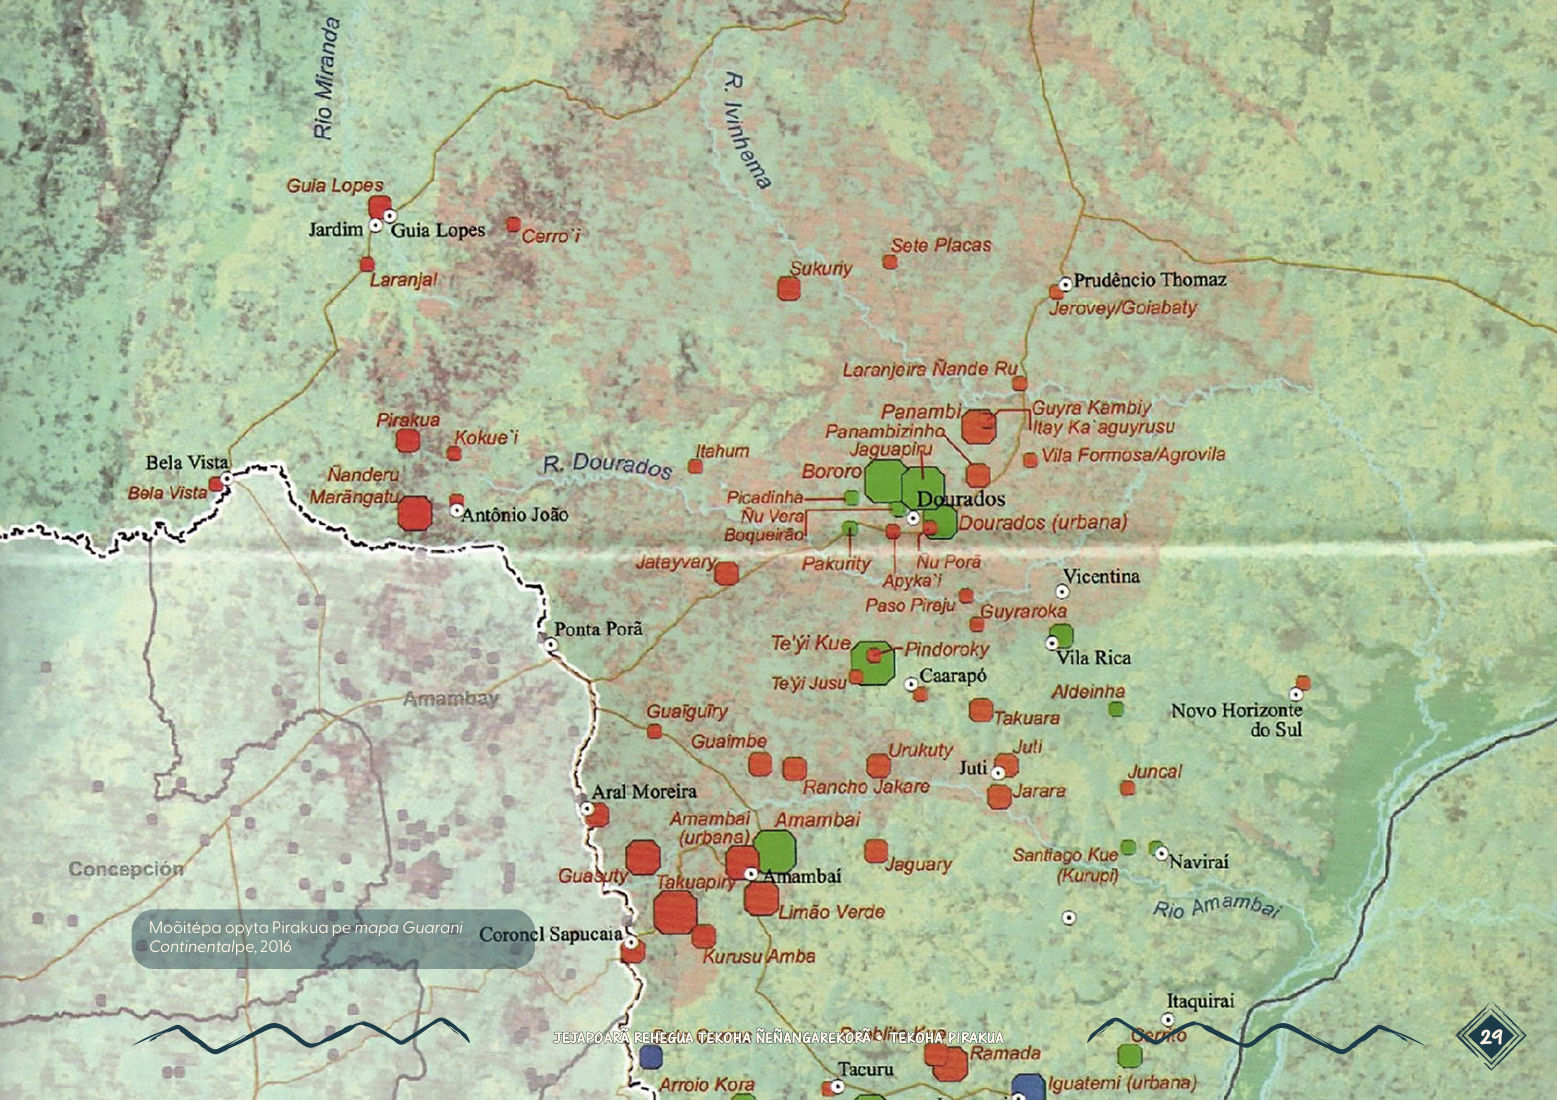 Rio Miranda
R. Ivinhema
Guia Lopes
Jardim
Guia Lopes
Cerro`i
Laranjal
Sete Placas
Sukuriy
Prudêncio Thomaz
Jerovey/Goiabaty
Laranjeira Ñande Ru
Panambi
Guyra Kambiy
Itay Ka`aguyrusu
Panambizinho
Jaguapiru
Vila Formosa/Agrovila
Bororo
Pirakua
Kokue`i
Itahum
R. Dourados
Bela Vista
Bela Vista
Ñanderu
Marãngatu
Antônio João
Picadinha
Ñu Vera
Boqueirão
Dourados
Dourados (urbana)
Jatayvary
Pakurity
Apyka`i
Ñu Porã
Paso Piraju
Guyraroka
Vicentina
Vila Rica
Ponta Porã
Te'ýi Kue
Pindoroky
Te'ýi Jusu
Caarapó
Aldeinha
Novo Horizonte
do Sul
Takuara
Amambay
Guaiguĩry
Guaimbe
Urukuty
Rancho Jakare
Juti
Juti
Jarara
Juncal
Aral Moreira
Amambai
(urbana)
Amambai
Jaguary
Santiago Kue
(Kurupi)
Naviraí
Concepción
Guasuty
Takuapiry
Amambaí
Limão Verde
Rio Amambai
Coronel Sapucaia
Kurusu Amba
Moõitépa opyta Pirakua pe mapa Guarani
Continentalpe, 2016
Itaquirai
Cerrito
JEJAPOARÃ REHEGUA TEKOHA ÑEÑANGAREKORÃ • TEKOHA PIRAKUA
29
Ramada
Tacuru
Arroio Kora
Iguatemi (urbana)